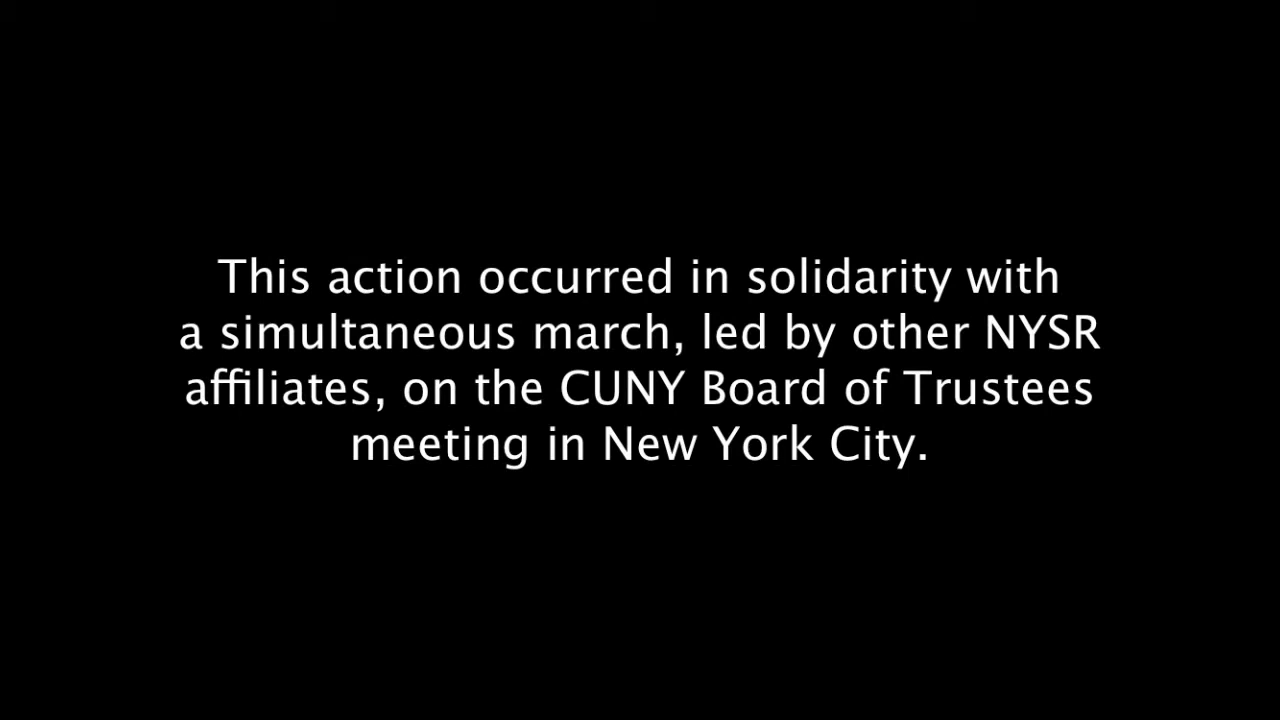 This action occurred in solidarity with
a simultaneous march, led by other NYSR
affiliates, on the CUNY Board of Trustees
meeting in New York City.